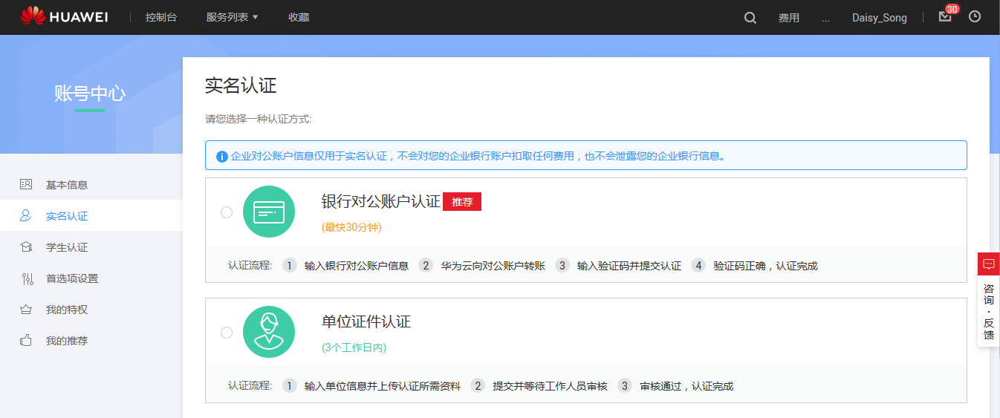 HUAWEI 控制台 服务列表 收藏 费用 ... Daisy_Song 30
账号中心
基本信息
实名认证
学生认证
首选项设置
我的特权
我的推荐
实名认证
请您选择一种认证方式:
企业对公账户信息仅用于实名认证，不会对您的企业银行账户扣取任何费用，也不会泄露您的企业银行信息。
银行对公账户认证 推荐
(最快30分钟)
认证流程: 1 输入银行对公账户信息 2 华为云向对公账户转账 3 输入验证码并提交认证 4 验证码正确，认证完成
单位证件认证
(3个工作日内)
认证流程: 1 输入单位信息并上传认证所需资料 2 提交并等待工作人员审核 3 审核通过，认证完成
咨询·反馈